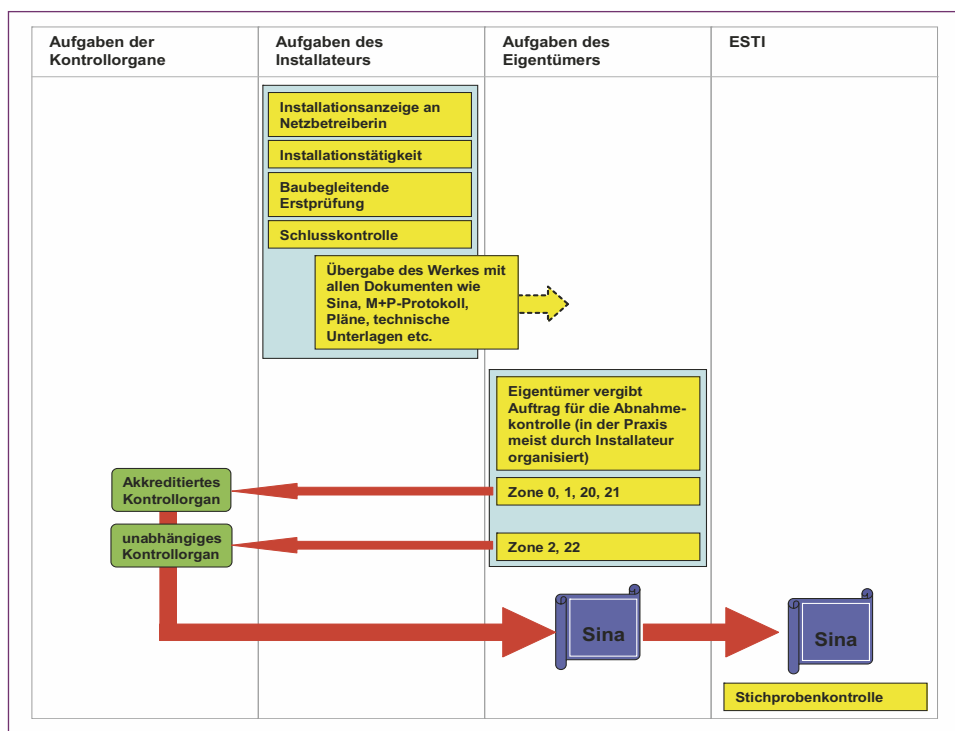 Aufgaben der
Kontrollorgane
Aufgaben des
Installateurs
Aufgaben des
Eigentümers
ESTI
Installationsanzeige an
Netzbetreiberin
Installationstätigkeit
Baubegleitende
Erstprüfung
Schlusskontrolle
Übergabe des Werkes mit
allen Dokumenten wie
Sina, M+P-Protokoll,
Pläne, technische
Unterlagen etc.
Eigentümer vergibt
Auftrag für die Abnahme-
kontrolle (in der Praxis
meist durch Installateur
organisiert)
Akkreditiertes
Kontrollorgan
Zone 0, 1, 20, 21
unabhängiges
Kontrollorgan
Zone 2, 22
Sina
Sina
Stichprobenkontrolle